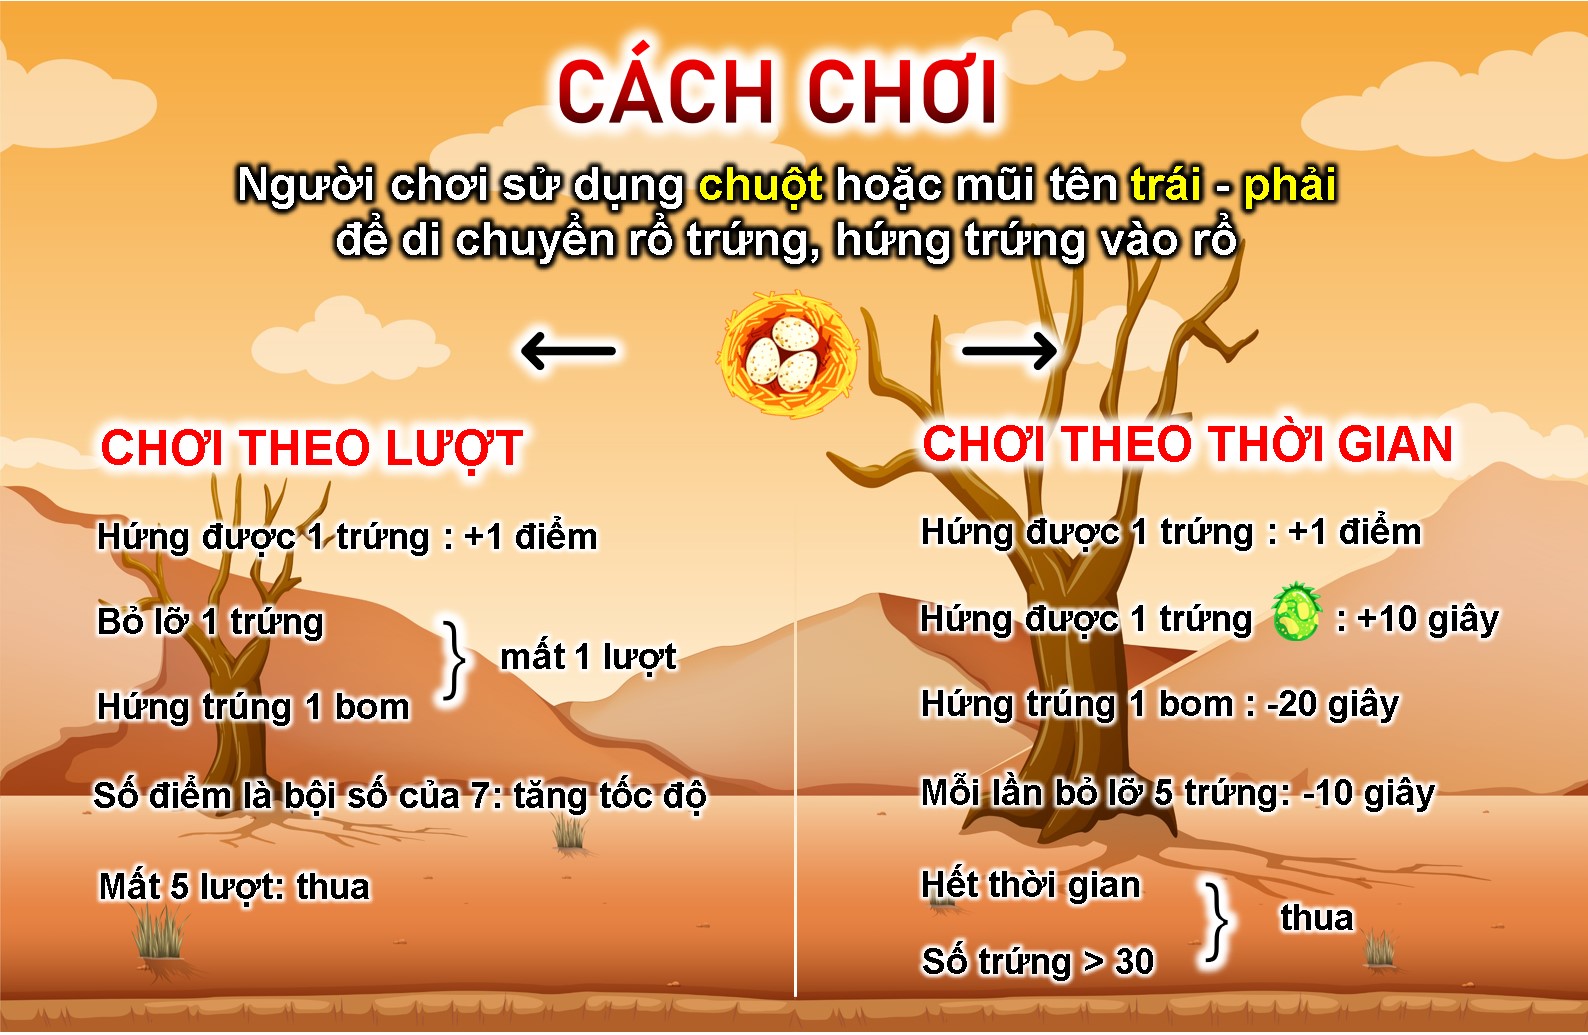 CÁCH CHƠI
Người chơi sử dụng chuột hoặc mũi tên trái - phải
để di chuyển rổ trứng, hứng trứng vào rổ
CHƠI THEO LƯỢT
Hứng được 1 trứng : +1 điểm
Bỏ lỡ 1 trứng
Hứng trúng 1 bom
} mất 1 lượt
Số điểm là bội số của 7: tăng tốc độ
Mất 5 lượt: thua
CHƠI THEO THỜI GIAN
Hứng được 1 trứng : +1 điểm
Hứng được 1 trứng : +10 giây
Hứng trúng 1 bom : -20 giây
Mỗi lần bỏ lỡ 5 trứng: -10 giây
Hết thời gian
Số trứng > 30
} thua